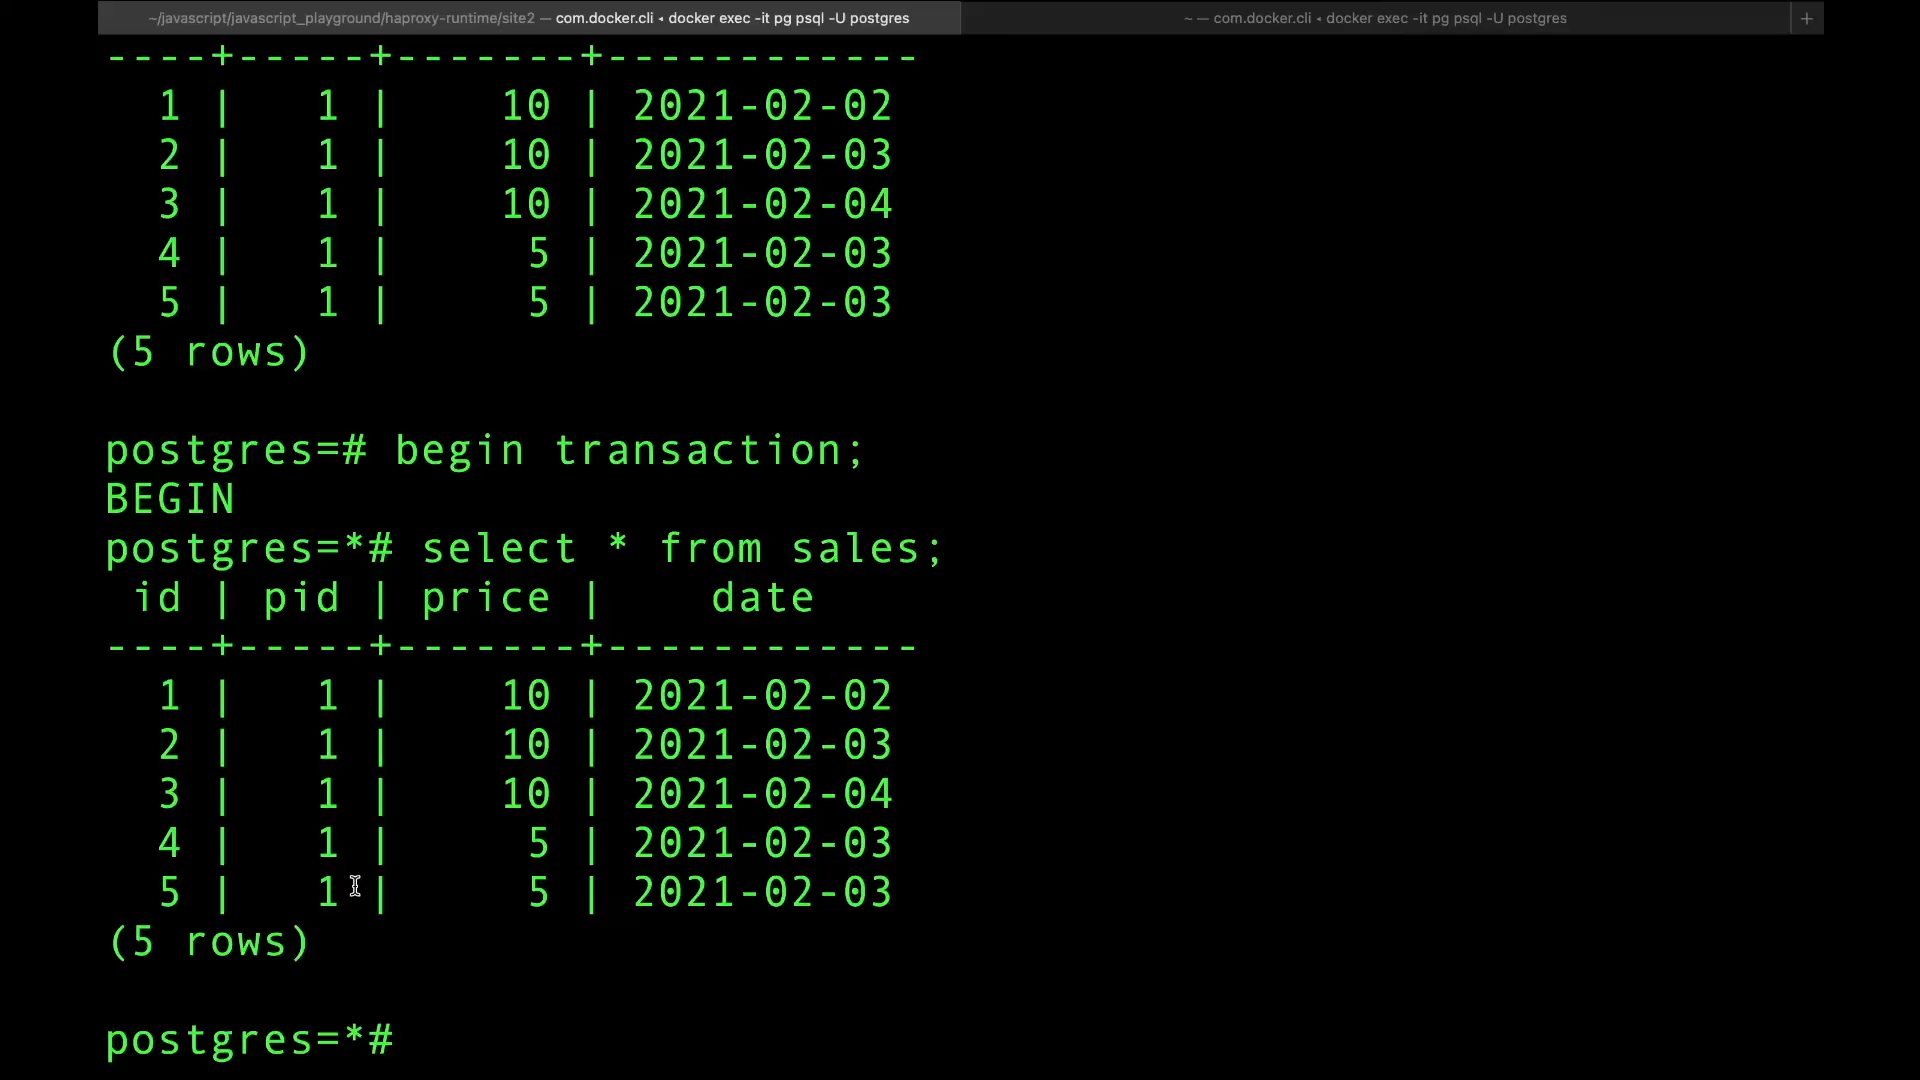 ~/javascript/javascript_playground/haproxy-runtime/site2 — com.docker.cli ◂ docker exec -it pg psql -U postgres
~ — com.docker.cli ◂ docker exec -it pg psql -U postgres
+
----+-----+-------+------------
  1 |   1 |    10 | 2021-02-02
  2 |   1 |    10 | 2021-02-03
  3 |   1 |    10 | 2021-02-04
  4 |   1 |     5 | 2021-02-03
  5 |   1 |     5 | 2021-02-03
(5 rows)
postgres=# begin transaction;
BEGIN
postgres=*# select * from sales;
 id | pid | price |    date
----+-----+-------+------------
  1 |   1 |    10 | 2021-02-02
  2 |   1 |    10 | 2021-02-03
  3 |   1 |    10 | 2021-02-04
  4 |   1 |     5 | 2021-02-03
  5 |   1 |     5 | 2021-02-03
(5 rows)
postgres=*#